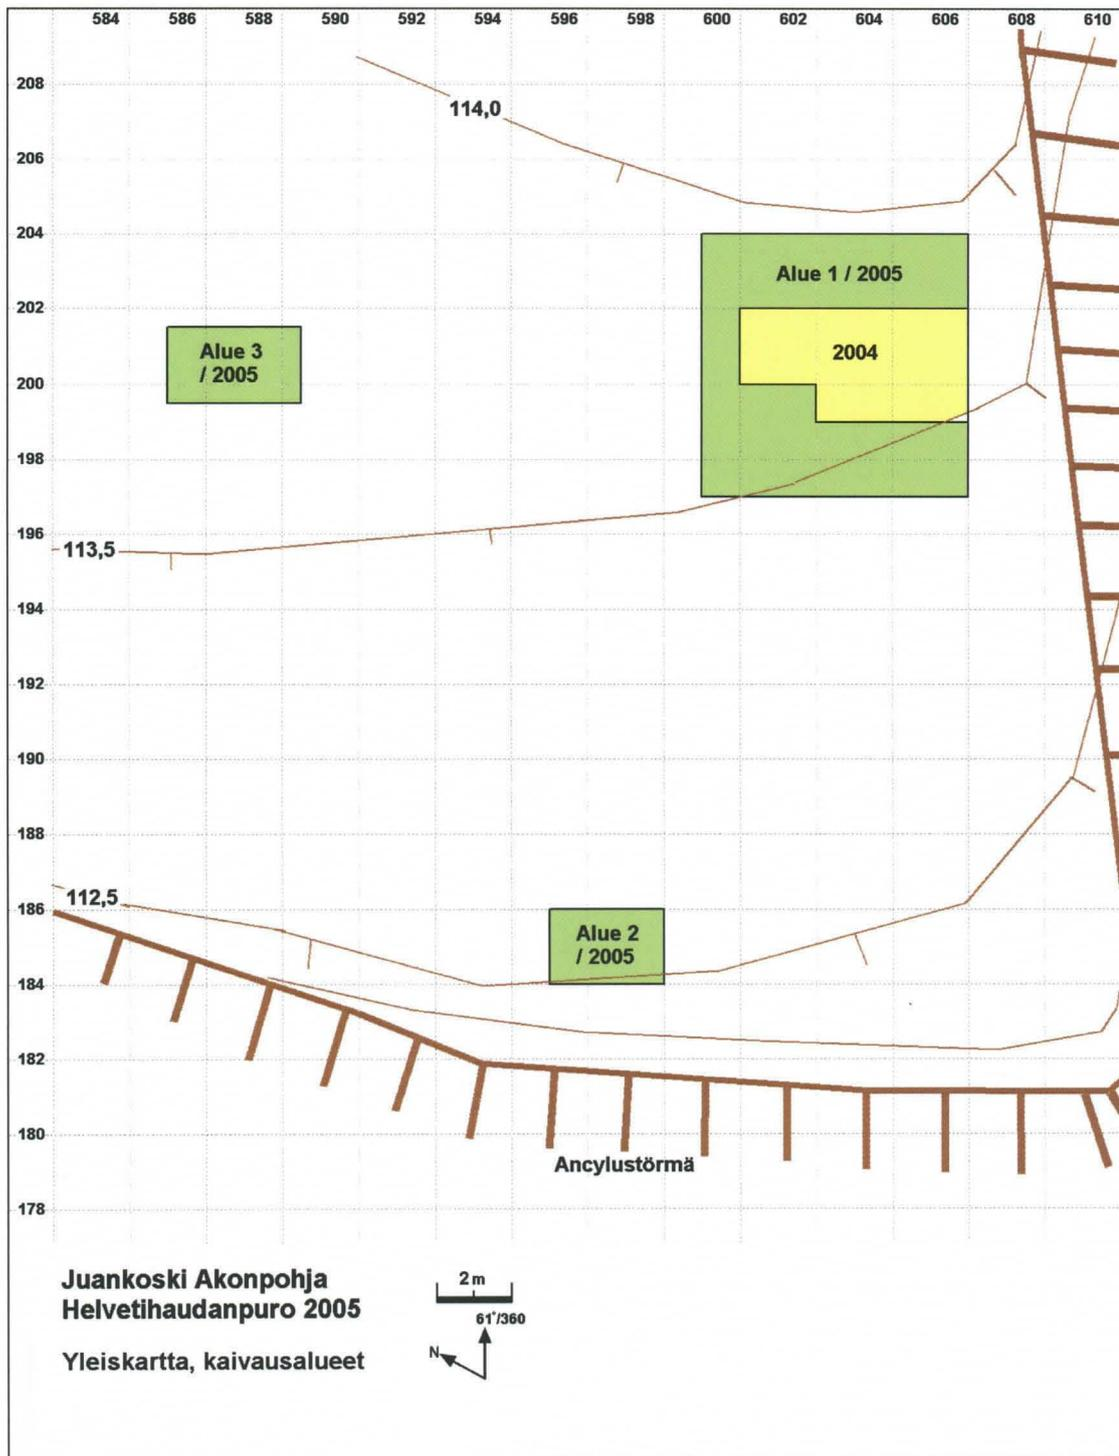 584 586 588 590 592 594 596 598 600 602 604 606 608 610
208
114,0
206
204
Alue 1 / 2005
202
Alue 3
/ 2005
2004
200
198
196
113,5
194
192
190
188
112,5
186
Alue 2
/ 2005
184
182
180
Ancylustörmä
178
Juankoski Akonpohja
Helvetihaudanpuro 2005
2 m
61°/360
N
Yleiskartta, kaivausalueet